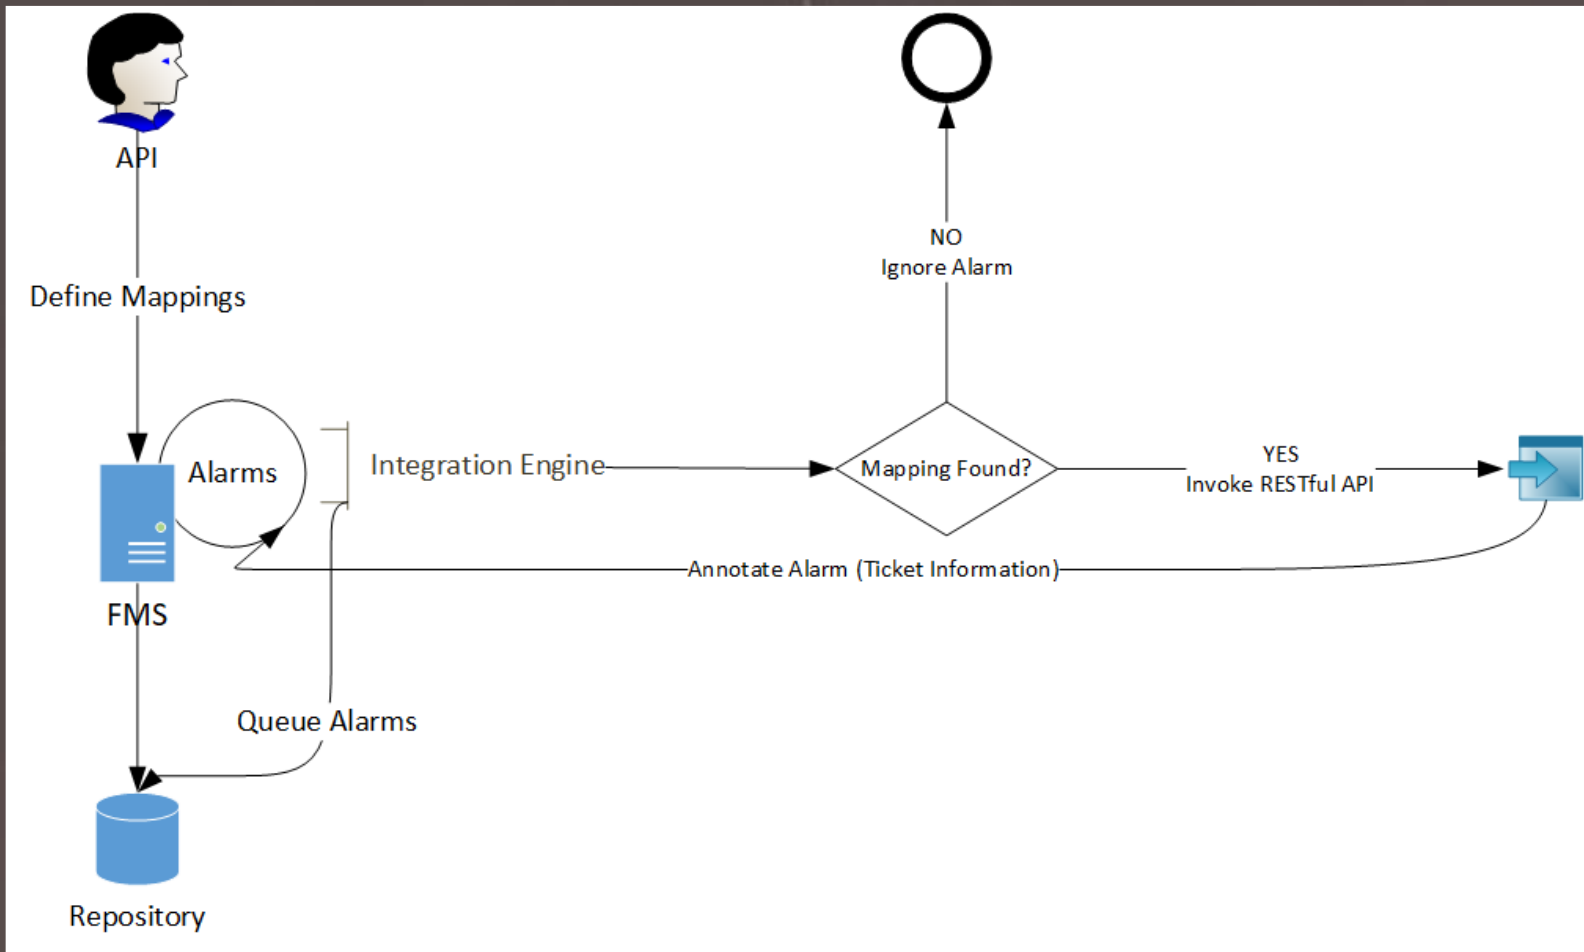 API
NO
Ignore Alarm
Define Mappings
Alarms
Integration Engine
Mapping Found?
YES
Invoke RESTful API
Annotate Alarm (Ticket Information)
FMS
Queue Alarms
Repository